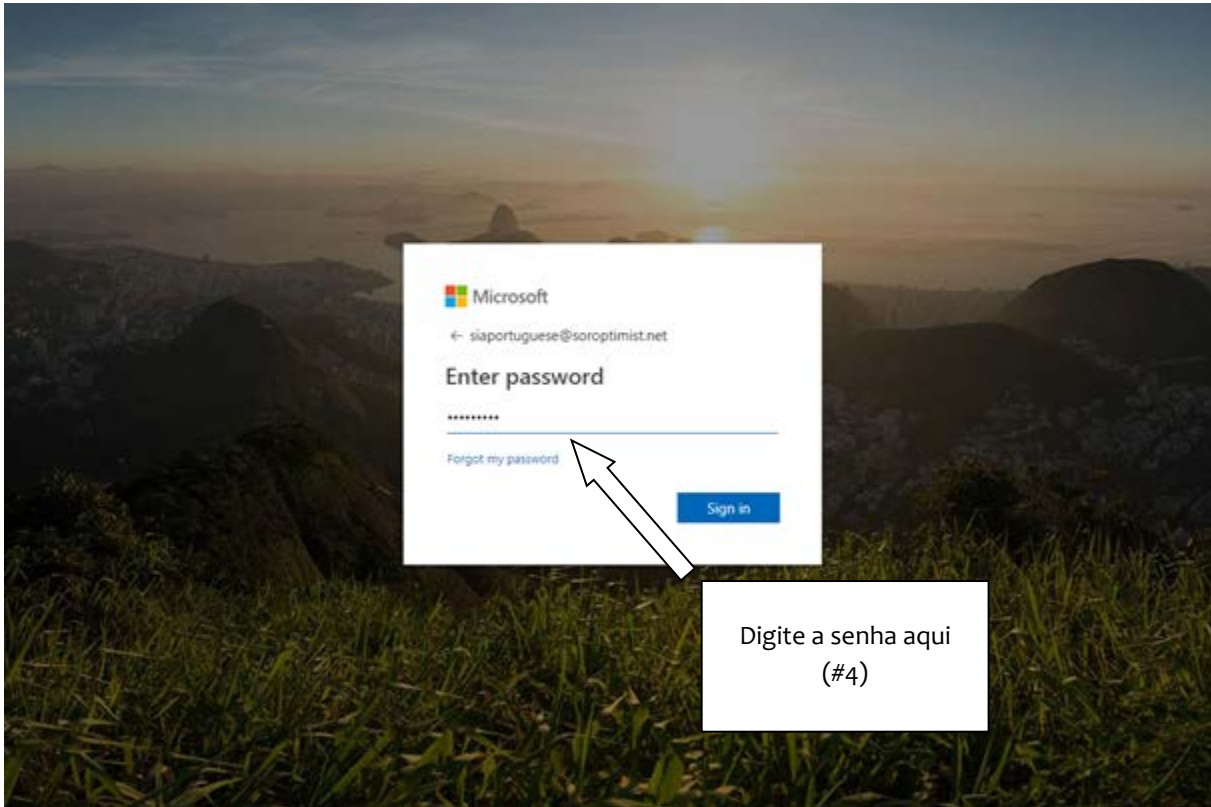 Microsoft
← siaportuguese@soroptimist.net
Enter password
•••••••••
Forgot my password
Sign in
Digite a senha aqui
(#4)